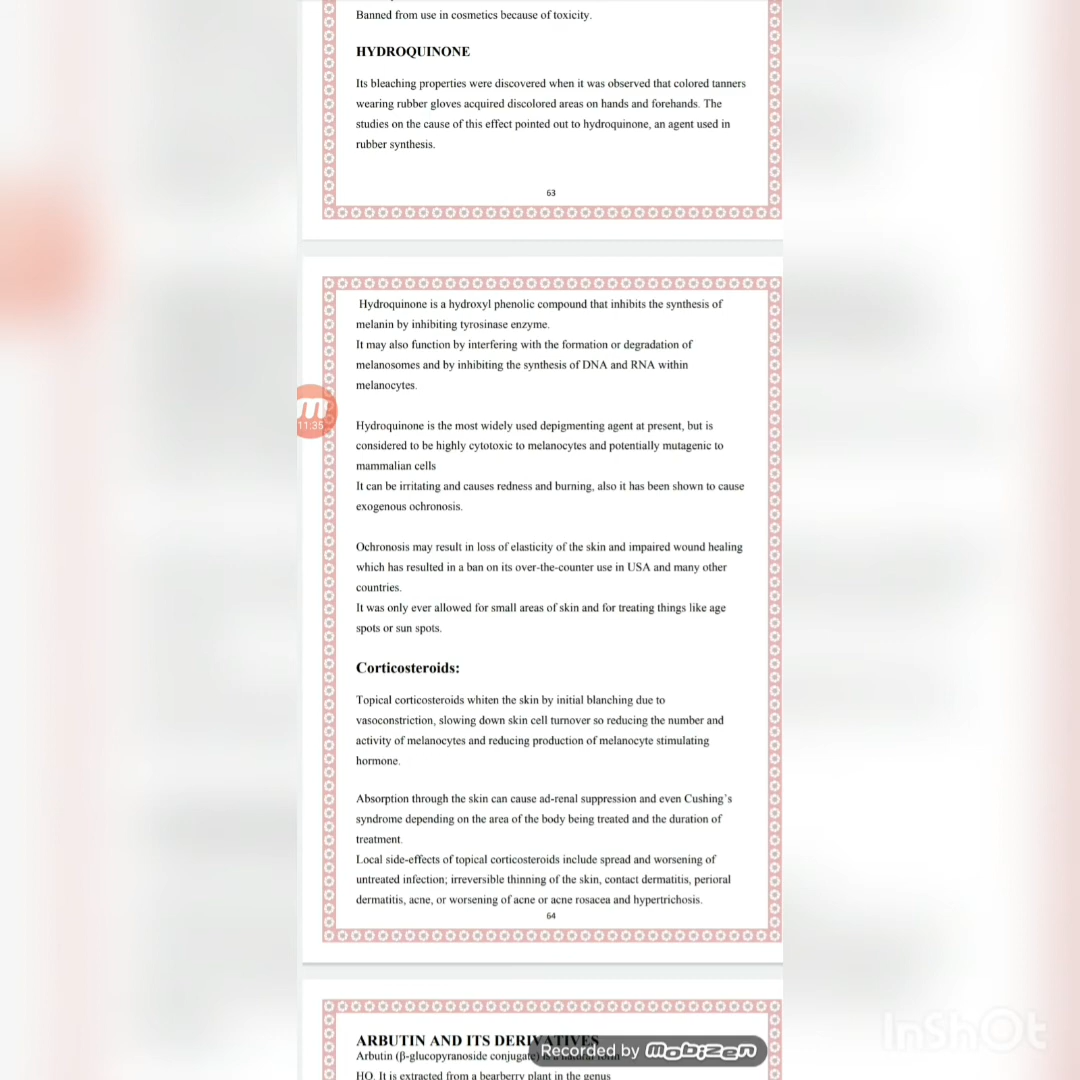 Banned from use in cosmetics because of toxicity.
HYDROQUINONE
Its bleaching properties were discovered when it was observed that colored tanners
wearing rubber gloves acquired discolored areas on hands and forehands. The
studies on the cause of this effect pointed out to hydroquinone, an agent used in
rubber synthesis.
63
Hydroquinone is a hydroxyl phenolic compound that inhibits the synthesis of
melanin by inhibiting tyrosinase enzyme.
It may also function by interfering with the formation or degradation of
melanosomes and by inhibiting the synthesis of DNA and RNA within
melanocytes.
11:35
Hydroquinone is the most widely used depigmenting agent at present, but is
considered to be highly cytotoxic to melanocytes and potentially mutagenic to
mammalian cells
It can be irritating and causes redness and burning, also it has been shown to cause
exogenous ochronosis.
Ochronosis may result in loss of elasticity of the skin and impaired wound healing
which has resulted in a ban on its over-the-counter use in USA and many other
countries.
It was only ever allowed for small areas of skin and for treating things like age
spots or sun spots.
Corticosteroids:
Topical corticosteroids whiten the skin by initial blanching due to
vasoconstriction, slowing down skin cell turnover so reducing the number and
activity of melanocytes and reducing production of melanocyte stimulating
hormone.
Absorption through the skin can cause ad-renal suppression and even Cushing's
syndrome depending on the area of the body being treated and the duration of
treatment.
Local side-effects of topical corticosteroids include spread and worsening of
untreated infection; irreversible thinning of the skin, contact dermatitis, perioral
dermatitis, acne, or worsening of acne or acne rosacea and hypertrichosis.
64
ARBUTIN AND ITS DERIVATIVES
Arbutin (β-glucopyranoside conjugate)
Recorded by mobizen
HQ. It is extracted from a bearberry plant in the genus
InShOt